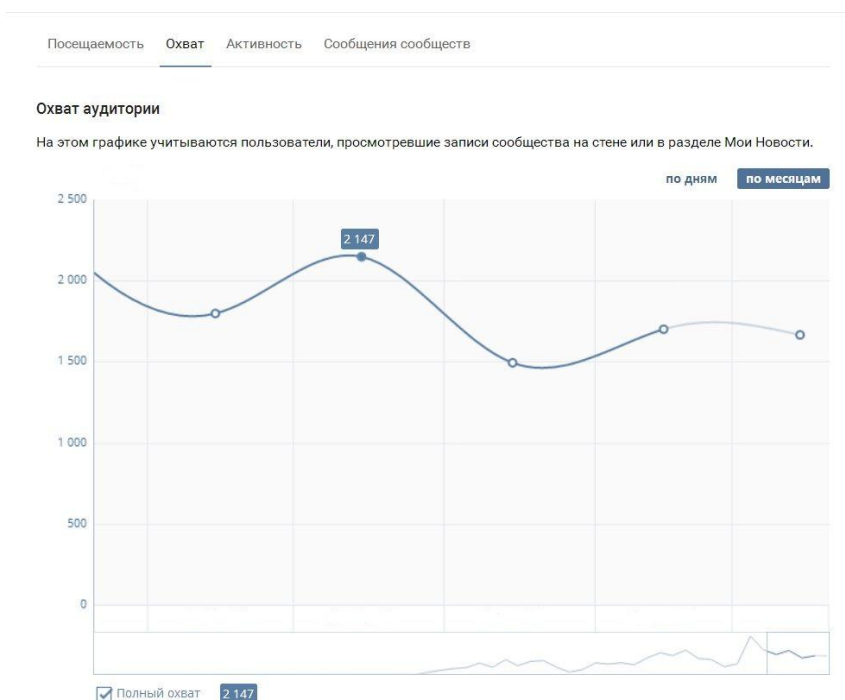 Посещаемость Охват Активность Сообщения сообществ
Охват аудитории
На этом графике учитываются пользователи, просмотревшие записи сообщества на стене или в разделе Мои Новости.
по дням по месяцам
2 500
2 147
2 000
1 500
1 000
500
0
Полный охват 2 147